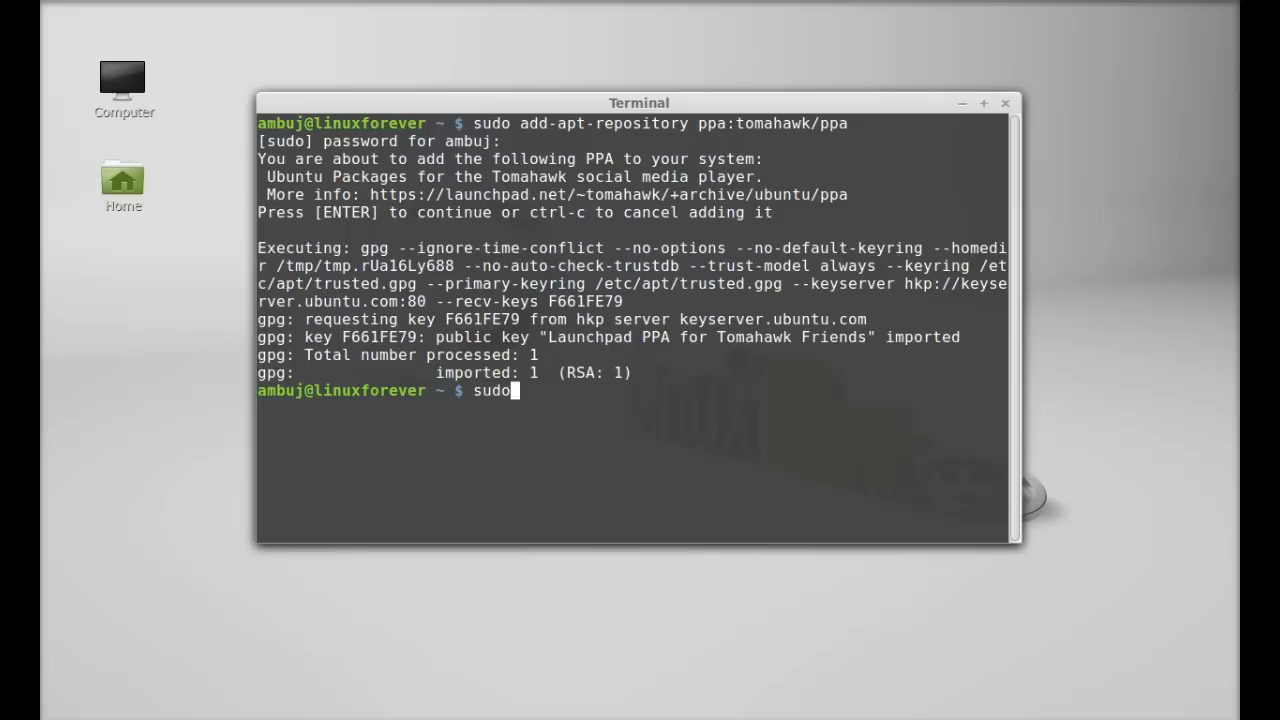 Computer
Home
Terminal
ambuj@linuxforever ~ $ sudo add-apt-repository ppa:tomahawk/ppa
[sudo] password for ambuj:
You are about to add the following PPA to your system:
 Ubuntu Packages for the Tomahawk social media player.
 More info: https://launchpad.net/~tomahawk/+archive/ubuntu/ppa
Press [ENTER] to continue or ctrl-c to cancel adding it
Executing: gpg --ignore-time-conflict --no-options --no-default-keyring --homedi
r /tmp/tmp.rUa16Ly688 --no-auto-check-trustdb --trust-model always --keyring /et
c/apt/trusted.gpg --primary-keyring /etc/apt/trusted.gpg --keyserver hkp://keyse
rver.ubuntu.com:80 --recv-keys F661FE79
gpg: requesting key F661FE79 from hkp server keyserver.ubuntu.com
gpg: key F661FE79: public key "Launchpad PPA for Tomahawk Friends" imported
gpg: Total number processed: 1
gpg:               imported: 1  (RSA: 1)
ambuj@linuxforever ~ $ sudo